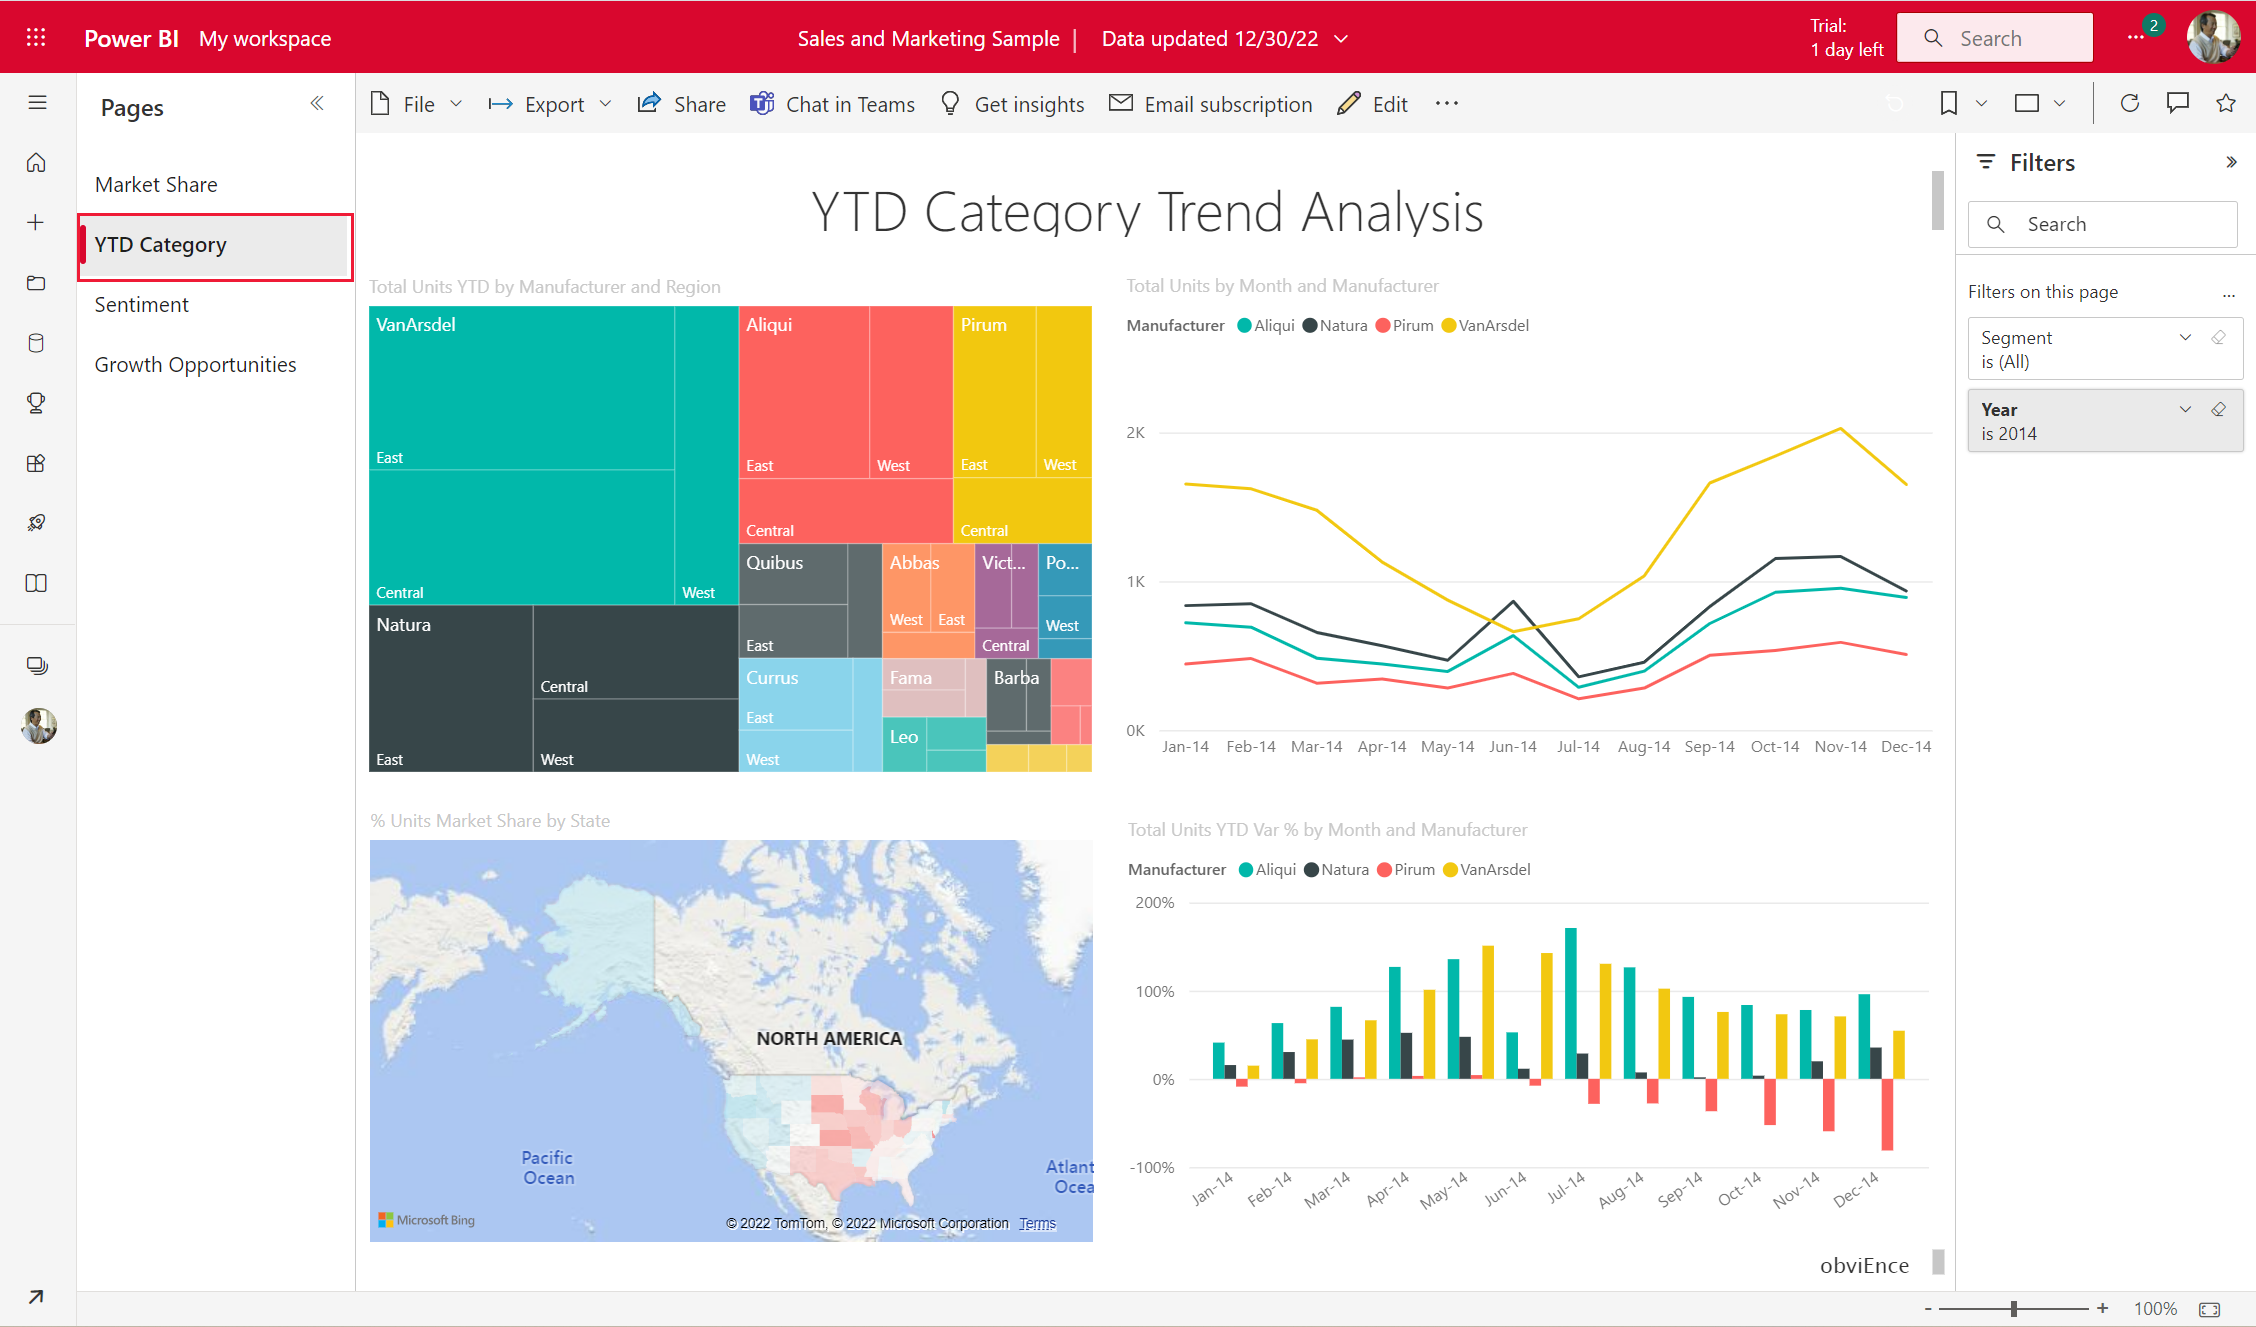 Power BI My workspace
Sales and Marketing Sample | Data updated 12/30/22
Trial:
1 day left
Search
2
Pages
File
Export
Share
Chat in Teams
Get insights
Email subscription
Edit
Market Share
YTD Category
Sentiment
Growth Opportunities
YTD Category Trend Analysis
Total Units YTD by Manufacturer and Region
VanArsdel
East
Central
West
Aliqui
East
West
Central
Pirum
East
West
Central
Natura
East
Central
West
Quibus
East
Abbas
West
East
Vict...
Central
Po...
West
Currus
East
West
Fama
Leo
Barba
Total Units by Month and Manufacturer
Manufacturer Aliqui Natura Pirum VanArsdel
2K
1K
0K
Jan-14 Feb-14 Mar-14 Apr-14 May-14 Jun-14 Jul-14 Aug-14 Sep-14 Oct-14 Nov-14 Dec-14
% Units Market Share by State
NORTH AMERICA
Pacific
Ocean
Atlant
Ocea
Microsoft Bing
© 2022 TomTom, © 2022 Microsoft Corporation Terms
Total Units YTD Var % by Month and Manufacturer
Manufacturer Aliqui Natura Pirum VanArsdel
200%
100%
0%
-100%
Jan-14 Feb-14 Mar-14 Apr-14 May-14 Jun-14 Jul-14 Aug-14 Sep-14 Oct-14 Nov-14 Dec-14
obviEnce
Filters
Search
Filters on this page
...
Segment
is (All)
Year
is 2014
- + 100%